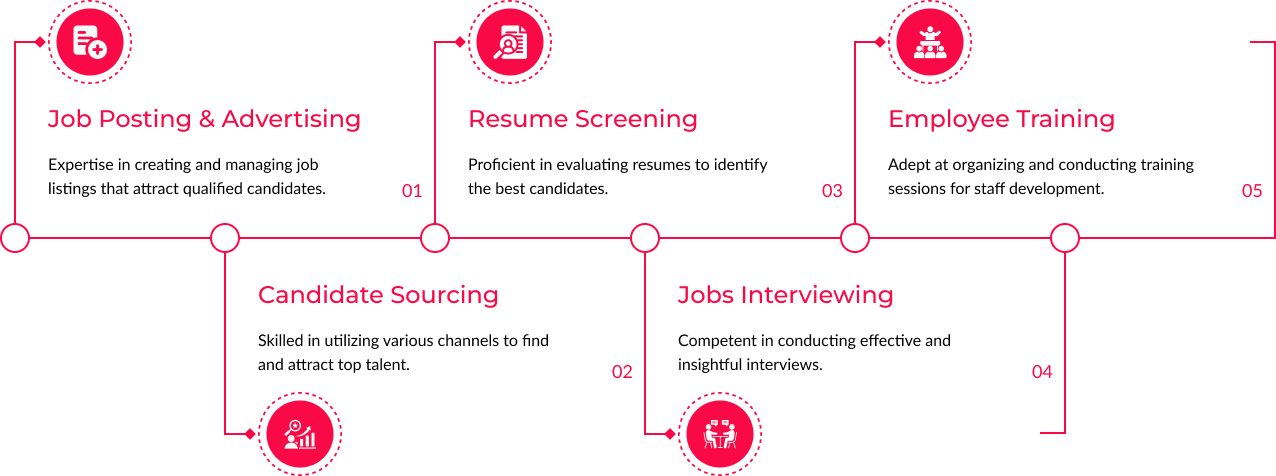 Job Posting & Advertising
Expertise in creating and managing job
listings that attract qualified candidates.
01
Candidate Sourcing
Skilled in utilizing various channels to find
and attract top talent.
02
Resume Screening
Proficient in evaluating resumes to identify
the best candidates.
03
Jobs Interviewing
Competent in conducting effective and
insightful interviews.
04
Employee Training
Adept at organizing and conducting training
sessions for staff development.
05